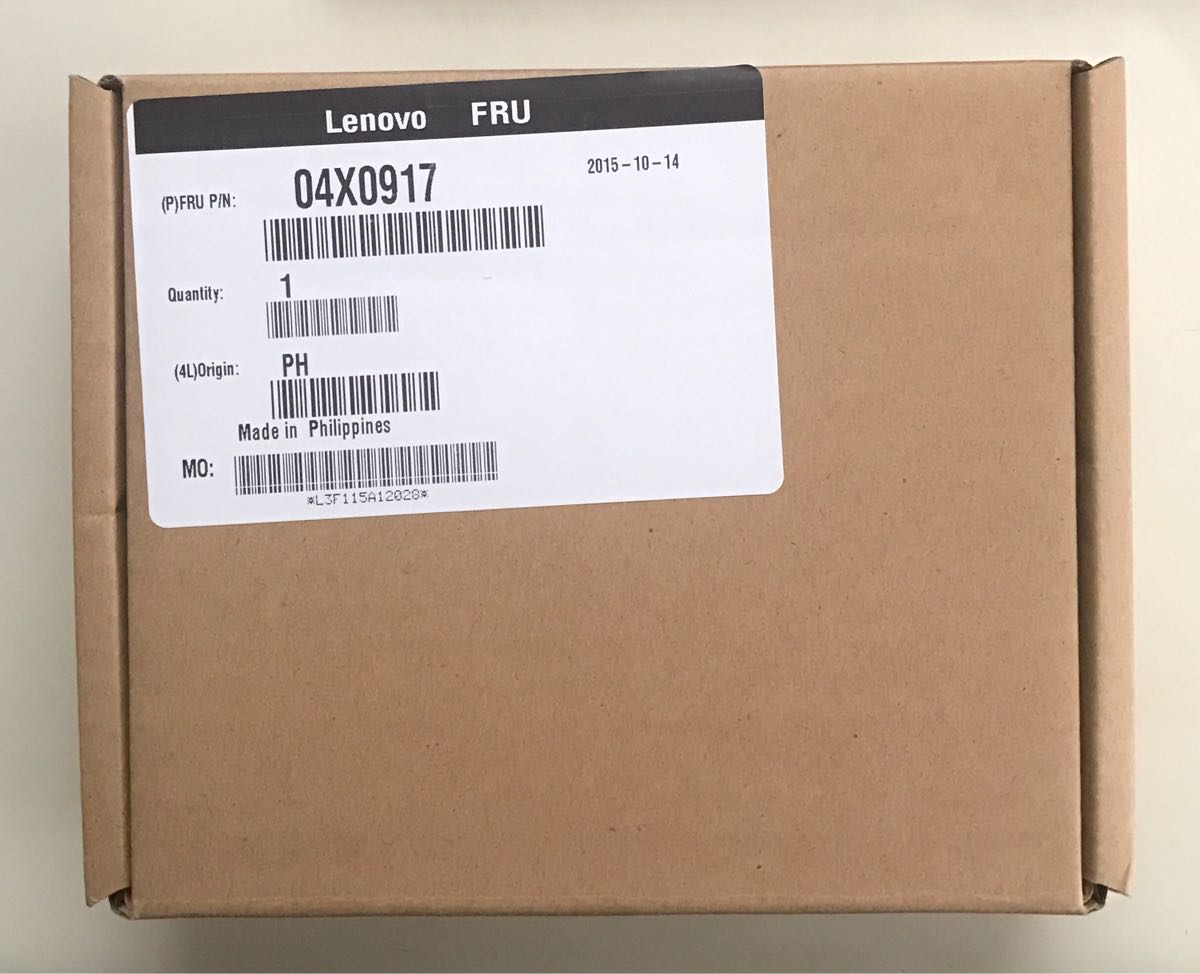 Lenovo FRU
(P)FRU P/N: 04X0917 2015-10-14
Quantity: 1
(4L)Origin: PH
Made in Philippines
MO:
*L3F115A12028*